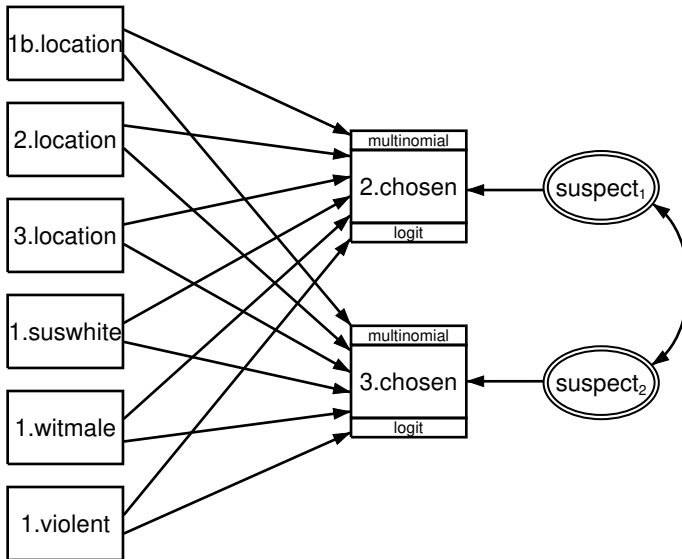 1b.location
2.location
3.location
1.suswhite
1.witmale
1.violent
multinomial
2.chosen
logit
multinomial
3.chosen
logit
suspect₁
suspect₂